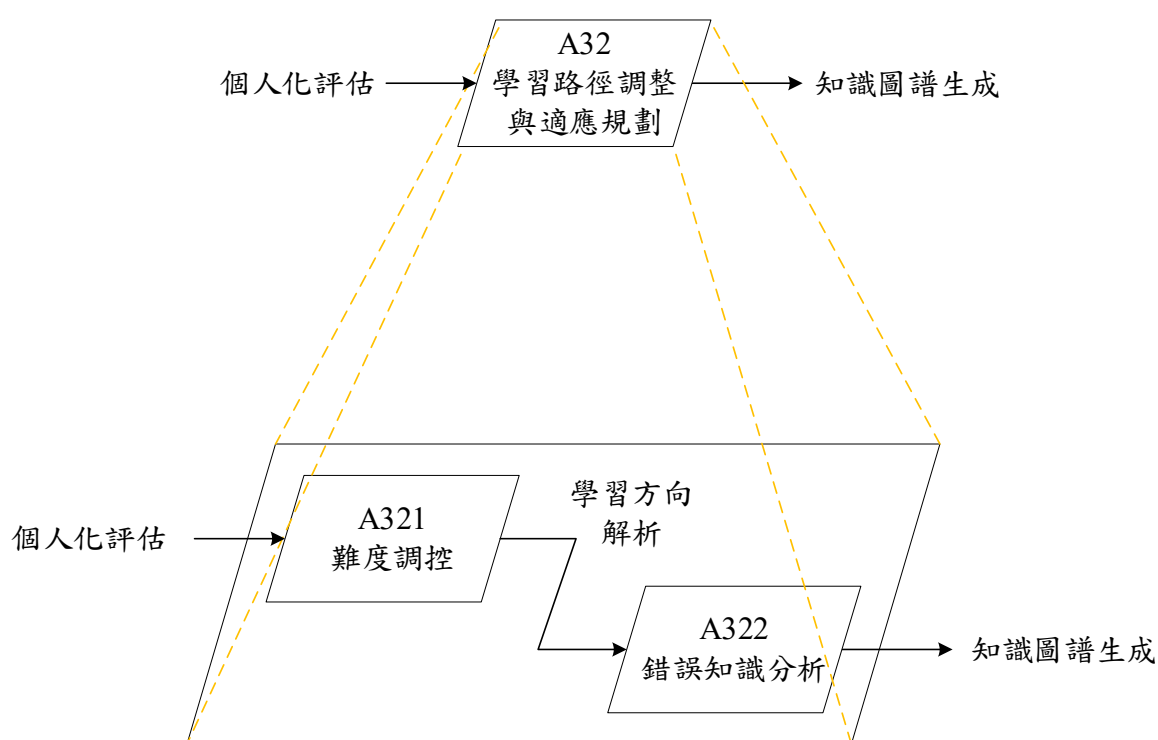 A32
個人化評估
學習路徑調整
與適應規劃
知識圖譜生成
學習方向
解析
A321
難度調控
個人化評估
A322
錯誤知識分析
知識圖譜生成